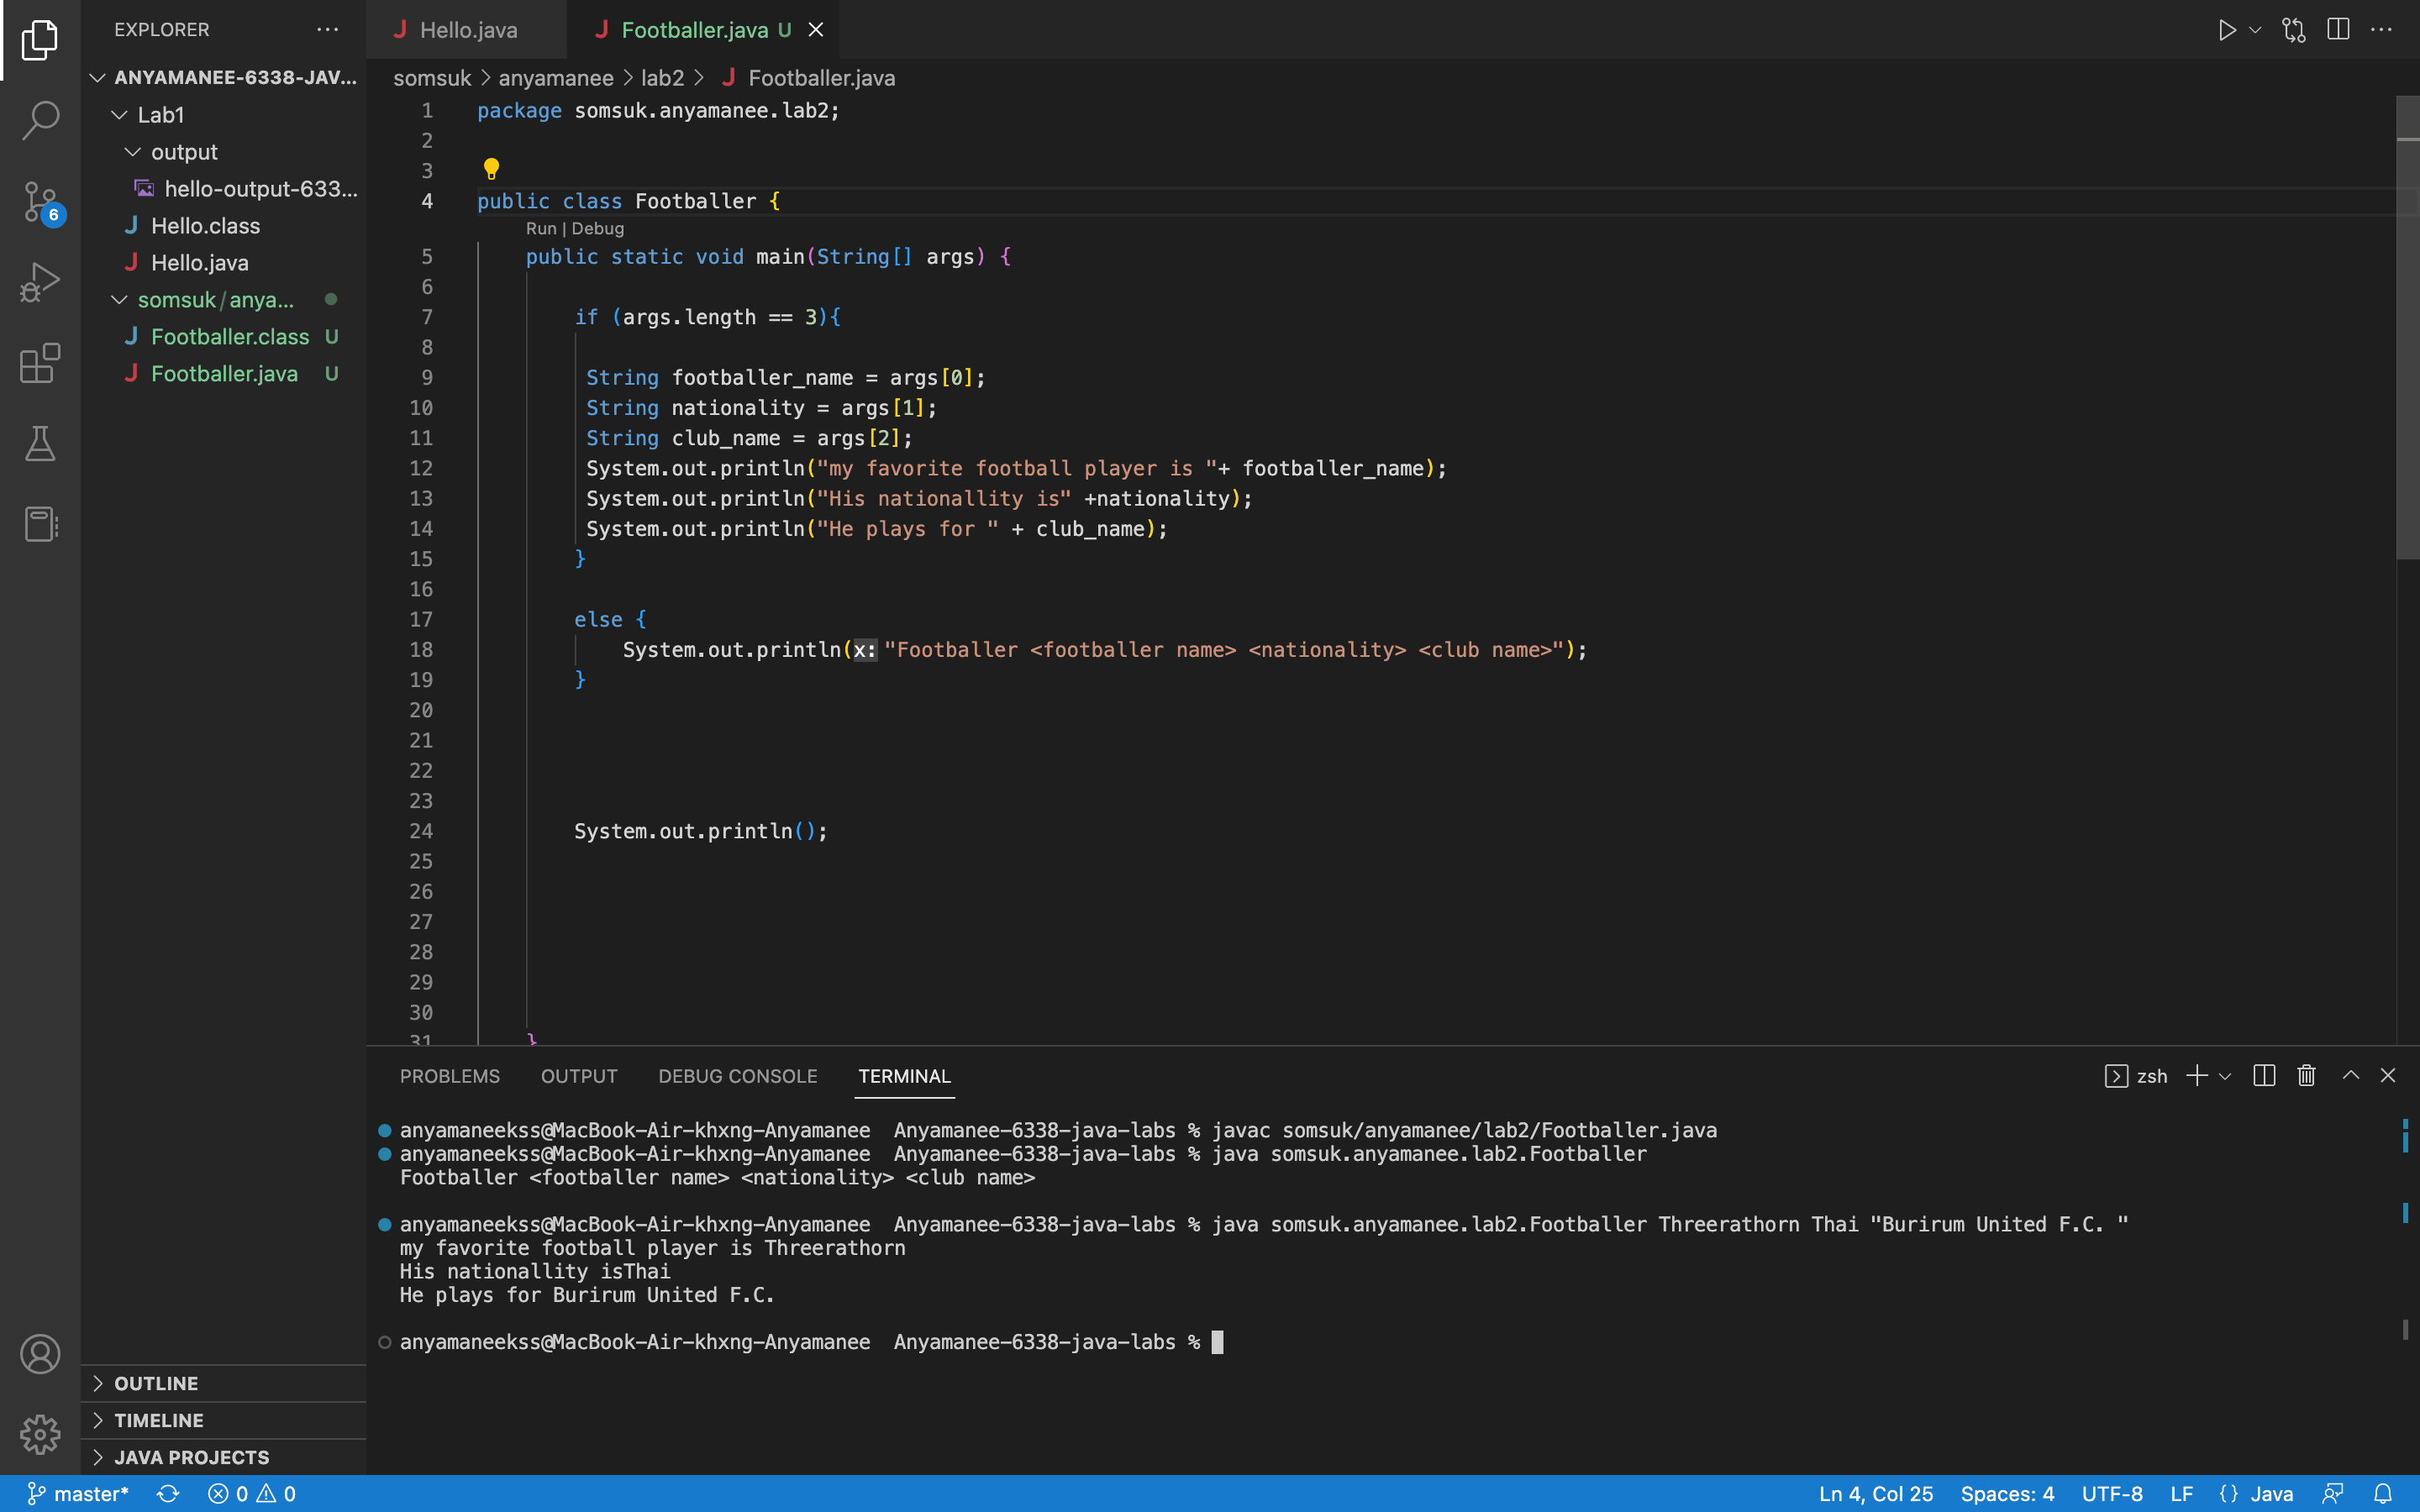 EXPLORER
ANYAMANEE-6338-JAV...
Lab1
output
hello-output-633...
Hello.class
Hello.java
somsuk/anya...
Footballer.class U
Footballer.java U
6
OUTLINE
TIMELINE
JAVA PROJECTS
Hello.java
Footballer.java U
somsuk > anyamanee > lab2 > Footballer.java
1 package somsuk.anyamanee.lab2;
2
3
4 public class Footballer {
Run | Debug
5 public static void main(String[] args) {
6
7 if (args.length == 3){
8
9 String footballer_name = args[0];
10 String nationality = args[1];
11 String club_name = args[2];
12 System.out.println("my favorite football player is "+ footballer_name);
13 System.out.println("His nationallity is" +nationality);
14 System.out.println("He plays for " + club_name);
15 }
16
17 else {
18 System.out.println(x: "Footballer <footballer name> <nationality> <club name>");
19 }
20
21
22
23
24 System.out.println();
25
26
27
28
29
30
31 }
PROBLEMS OUTPUT DEBUG CONSOLE TERMINAL
zsh
anyamaneekss@MacBook-Air-khxng-Anyamanee Anyamanee-6338-java-labs % javac somsuk/anyamanee/lab2/Footballer.java
anyamaneekss@MacBook-Air-khxng-Anyamanee Anyamanee-6338-java-labs % java somsuk.anyamanee.lab2.Footballer
Footballer <footballer name> <nationality> <club name>
anyamaneekss@MacBook-Air-khxng-Anyamanee Anyamanee-6338-java-labs % java somsuk.anyamanee.lab2.Footballer Threerathorn Thai "Burirum United F.C. "
my favorite football player is Threerathorn
His nationallity isThai
He plays for Burirum United F.C.
anyamaneekss@MacBook-Air-khxng-Anyamanee Anyamanee-6338-java-labs %
master* 0 0
Ln 4, Col 25 Spaces: 4 UTF-8 LF {} Java